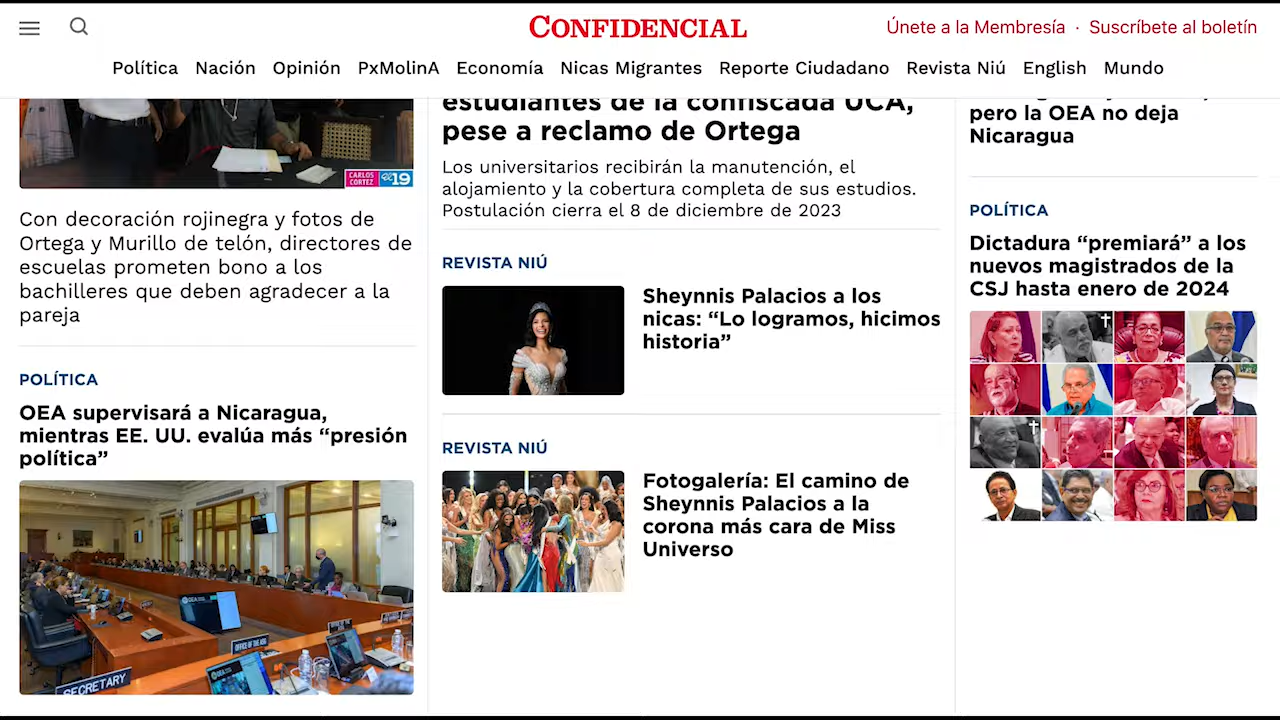 CONFIDENCIAL
Únete a la Membresía · Suscríbete al boletín
Política Nación Opinión PxMolinA Economía Nicas Migrantes Reporte Ciudadano Revista Niú English Mundo
CARLOS
CORTEZ
19
Con decoración rojinegra y fotos de
Ortega y Murillo de telón, directores de
escuelas prometen bono a los
bachilleres que deben agradecer a la
pareja
POLÍTICA
OEA supervisará a Nicaragua,
mientras EE. UU. evalúa más “presión
política”
OFFICE OF THE ASG
SECRETARY
estudiantes de la confiscada UCA,
pese a reclamo de Ortega
Los universitarios recibirán la manutención, el
alojamiento y la cobertura completa de sus estudios.
Postulación cierra el 8 de diciembre de 2023
REVISTA NIÚ
Sheynnis Palacios a los
nicas: “Lo logramos, hicimos
historia”
REVISTA NIÚ
Fotogalería: El camino de
Sheynnis Palacios a la
corona más cara de Miss
Universo
pero la OEA no deja
Nicaragua
POLÍTICA
Dictadura “premiará” a los
nuevos magistrados de la
CSJ hasta enero de 2024